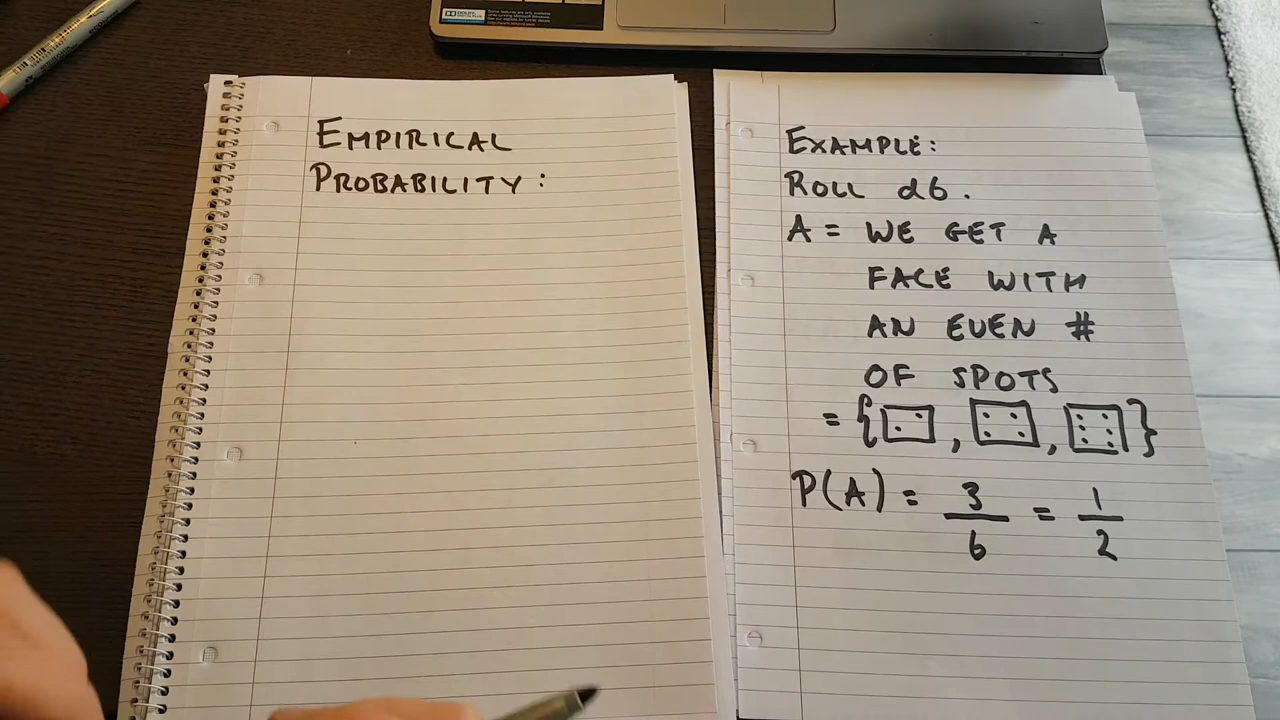 EMPIRICAL
PROBABILITY:
EXAMPLE:
ROLL d6.
A = WE GET A
FACE WITH
AN EVEN #
OF SPOTS
= { , , }
P(A) = 3/6 = 1/2